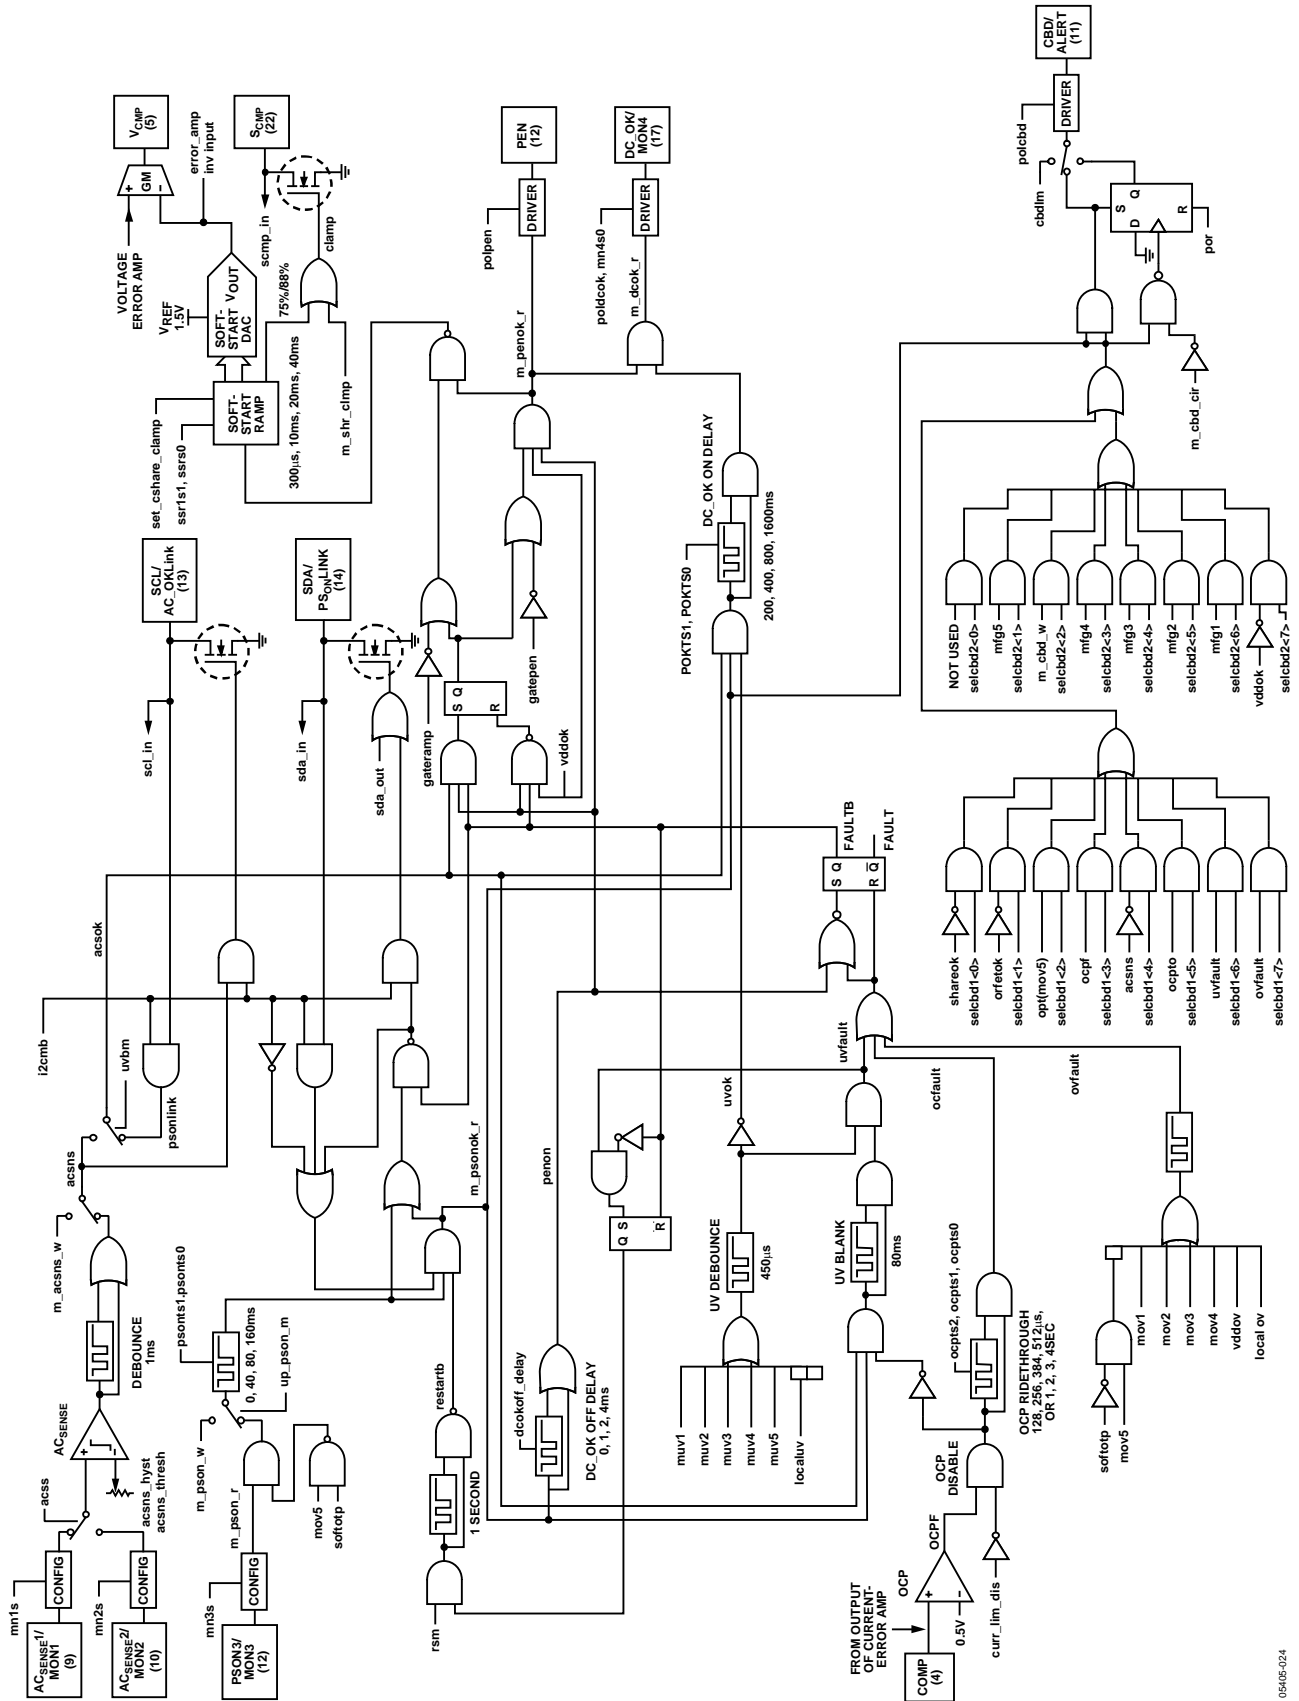 AC_SENSE1/
MON1
(9)
CONFIG
mn1s
AC_SENSE2/
MON2
(10)
CONFIG
mn2s
acss
acsns_hyst
acsns_thresh
AC_SENSE
+
–
DEBOUNCE
1ms
m_acsns_w
acsns
psonlink
uvbm
acsok
i2cmb
scl_in
SCL/
AC_OKLink
(13)
sda_in
SDA/
PS_ONLINK
(14)
sda_out
set_cshare_clamp
ssr1s1, ssrs0
SOFT-
START
RAMP
300µs, 10ms, 20ms, 40ms
VREF
1.5V
SOFT-
START
DAC
VOUT
VOLTAGE
ERROR AMP
+
–
GM
VCMP
(5)
error_amp
inv input
SCMP
(22)
scmp_in
clamp
75%/88%
m_shr_clmp
PSON3/
MON3
(12)
CONFIG
mn3s
m_pson_r
m_pson_w
psonts1.psonts0
0, 40, 80, 160ms
up_pson_m
mov5
softotp
m_psonok_r
gateramp
S Q
R
gatepen
vddok
m_penok_r
polpen
DRIVER
PEN
(12)
poldcok, mn4s0
m_dcok_r
DRIVER
DC_OK/
MON4
(17)
rsm
1 SECOND
restartb
dcokoff_delay
DC_OK OFF DELAY
0, 1, 2, 4ms
penon
Q S
R
FAULTB
S Q
R Q
FAULT
POKTS1, POKTS0
DC_OK ON DELAY
200, 400, 800, 1600ms
muv1
muv2
muv3
muv4
muv5
localuv
UV DEBOUNCE
450µs
uvok
UV BLANK
80ms
uvfault
ocfault
ovfault
FROM OUTPUT
OF CURRENT-
ERROR AMP
COMP
(4)
OCP
+
–
0.5V
OCPF
curr_lim_dis
OCP
DISABLE
ocpts2, ocpts1, ocpts0
OCP RIDETHROUGH
128, 256, 384, 512µs,
OR 1, 2, 3, 4SEC
softotp
mov5
mov1
mov2
mov3
mov4
vddov
local ov
shareok
selcbd1<0>
orfetok
selcbd1<1>
opt(mov5)
selcbd1<2>
ocpf
selcbd1<3>
acsns
selcbd1<4>
ocpto
selcbd1<5>
uvfault
selcbd1<6>
ovfault
selcbd1<7>
NOT USED
selcbd2<0>
mfg5
selcbd2<1>
m_cbd_w
selcbd2<2>
mfg4
selcbd2<3>
mfg3
selcbd2<4>
mfg2
selcbd2<5>
mfg1
selcbd2<6>
vddok
selcbd2<7>
m_cbd_clr
D S Q
R
por
cbdlm
polcbd
DRIVER
CBD/
ALERT
(11)
05405-024